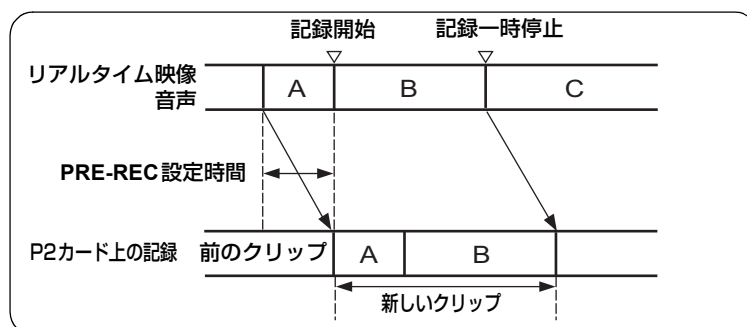 記録開始 記録一時停止
▽ ▽
リアルタイム映像
音声
A B C
PRE-REC設定時間
P2カード上の記録 前のクリップ A B
新しいクリップ